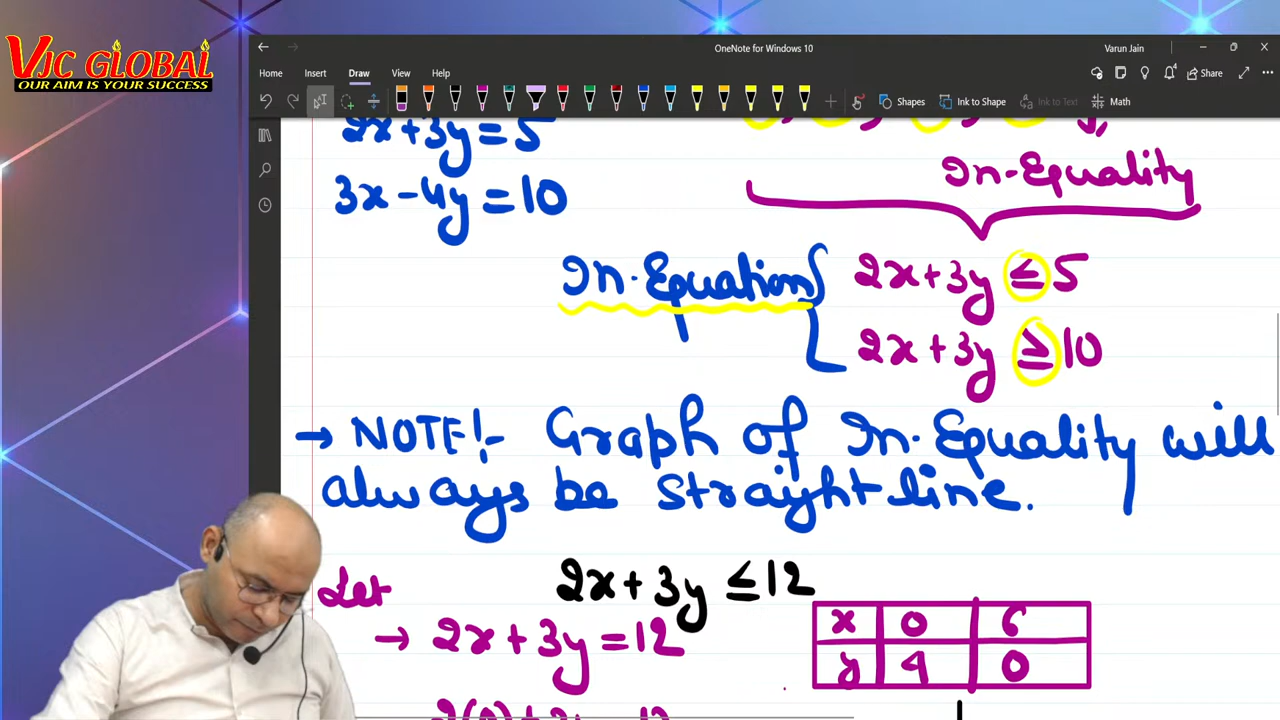 VJC GLOBAL
OUR AIM IS YOUR SUCCESS
OneNote for Windows 10
Varun Jain
Home Insert Draw View Help
Share
Shapes Ink to Shape Ink to Text Math
2x+3y=5
3x-4y=10
In-Equality
In-Equation
2x+3y≤5
2x+3y≥10
→ NOTE!- Graph of In-Equality will
always be straight line.
Let 2x+3y≤12
→ 2x+3y=12
x 0 6
y 4 0